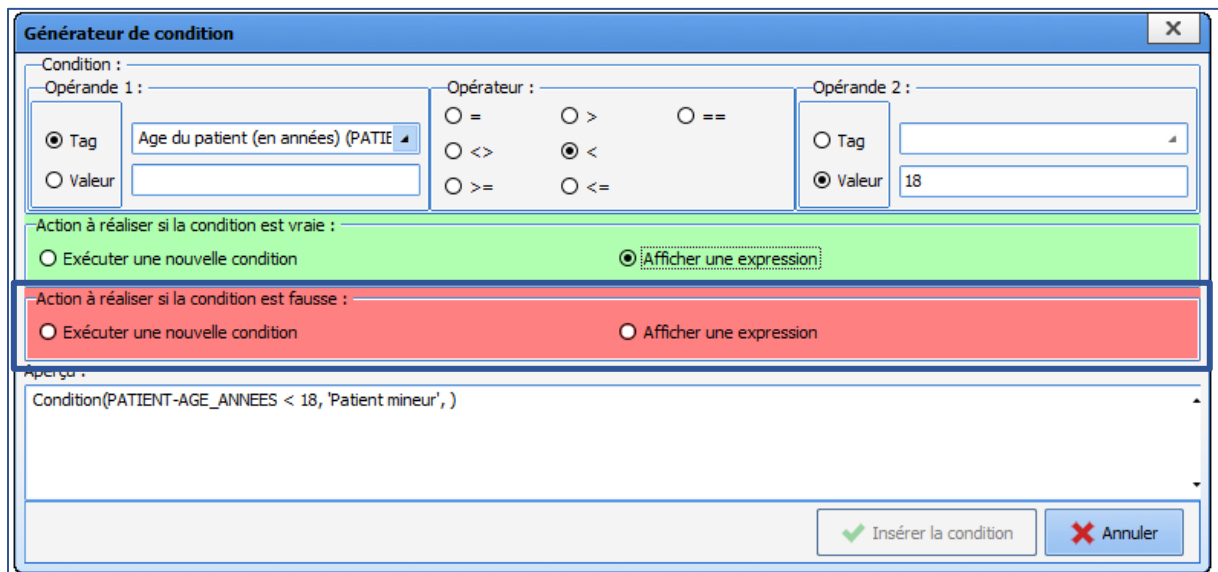 Générateur de condition
Condition :
Opérande 1 :
Opérateur :
Opérande 2 :
Tag
Age du patient (en années) (PATIE
Valeur
=
>
==
<>
<
>=
<=
Tag
Valeur
18
Action à réaliser si la condition est vraie :
Exécuter une nouvelle condition
Afficher une expression
Action à réaliser si la condition est fausse :
Exécuter une nouvelle condition
Afficher une expression
Aperçu :
Condition(PATIENT-AGE_ANNEES < 18, 'Patient mineur', )
Insérer la condition
Annuler